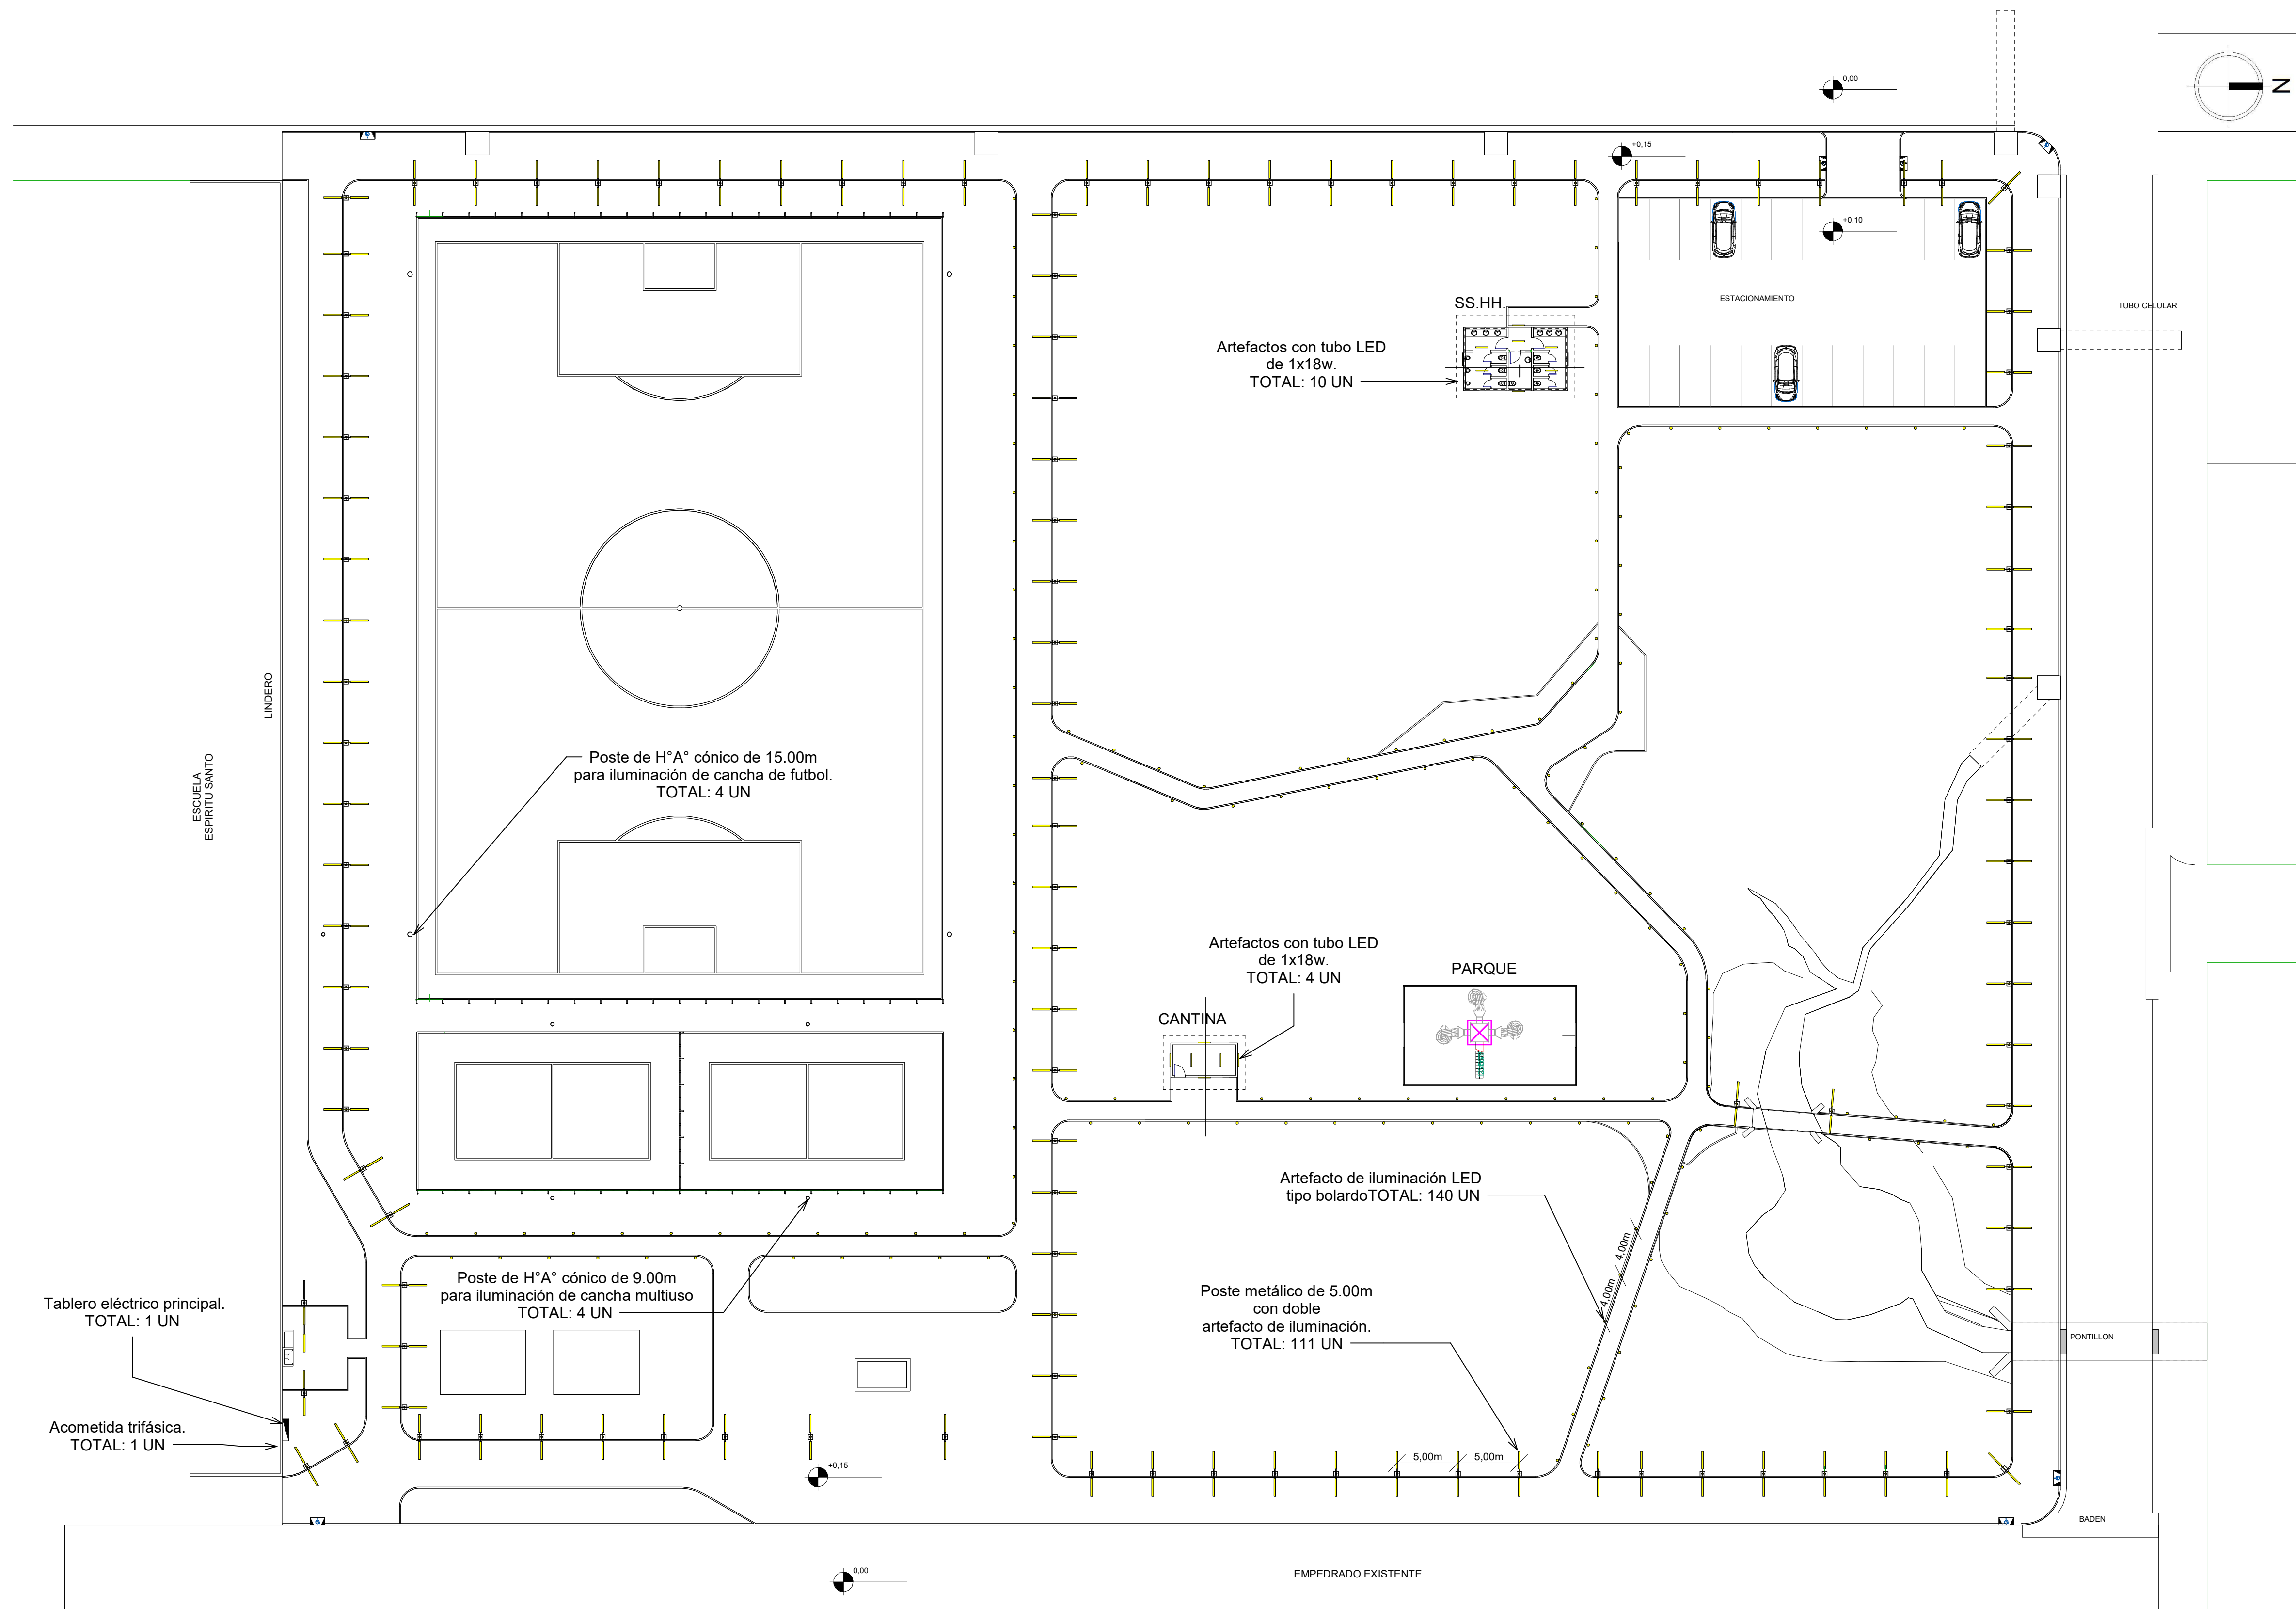 0,00
N
+0,15
+0,10
ESTACIONAMIENTO
TUBO CELULAR
SS.HH.
Artefactos con tubo LED
de 1x18w.
TOTAL: 10 UN
LINDERO
ESCUELA
ESPIRITU SANTO
Poste de H°A° cónico de 15.00m
para iluminación de cancha de futbol.
TOTAL: 4 UN
Artefactos con tubo LED
de 1x18w.
TOTAL: 4 UN
CANTINA
PARQUE
Artefacto de iluminación LED
tipo bolardoTOTAL: 140 UN
4,00m
4,00m
Poste de H°A° cónico de 9.00m
para iluminación de cancha multiuso
TOTAL: 4 UN
Poste metálico de 5.00m
con doble
artefacto de iluminación.
TOTAL: 111 UN
Tablero eléctrico principal.
TOTAL: 1 UN
PONTILLON
Acometida trifásica.
TOTAL: 1 UN
5,00m
5,00m
+0,15
BADEN
0,00
EMPEDRADO EXISTENTE